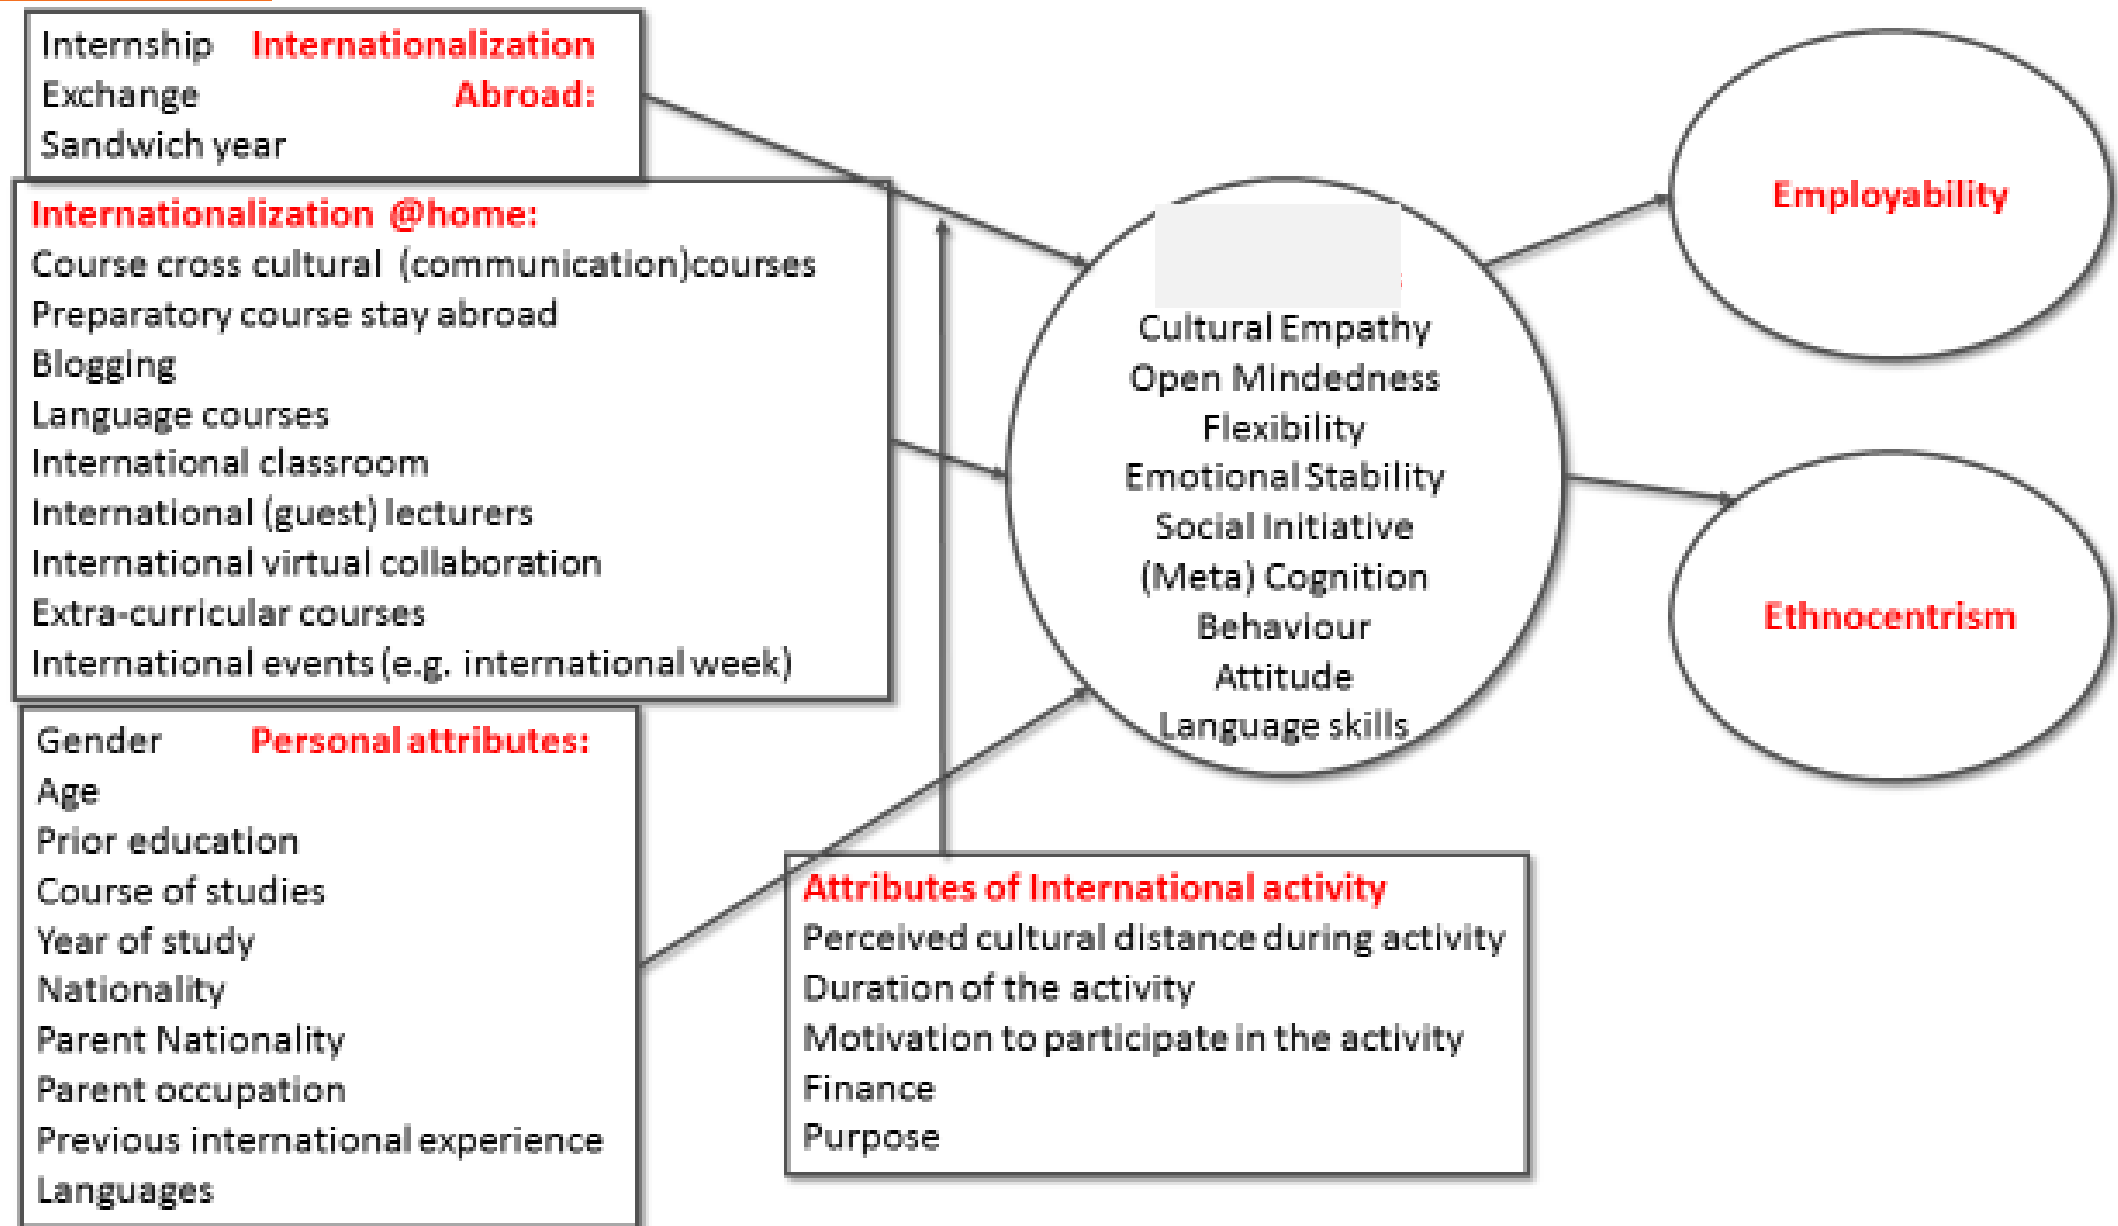 Internship Internationalization
Exchange Abroad:
Sandwich year
Internationalization @home:
Course cross cultural (communication)courses
Preparatory course stay abroad
Blogging
Language courses
International classroom
International (guest) lecturers
International virtual collaboration
Extra-curricular courses
International events (e.g. international week)
Gender Personal attributes:
Age
Prior education
Course of studies
Year of study
Nationality
Parent Nationality
Parent occupation
Previous international experience
Languages
Cultural Empathy
Open Mindedness
Flexibility
Emotional Stability
Social Initiative
(Meta) Cognition
Behaviour
Attitude
Language skills
Attributes of International activity
Perceived cultural distance during activity
Duration of the activity
Motivation to participate in the activity
Finance
Purpose
Employability
Ethnocentrism